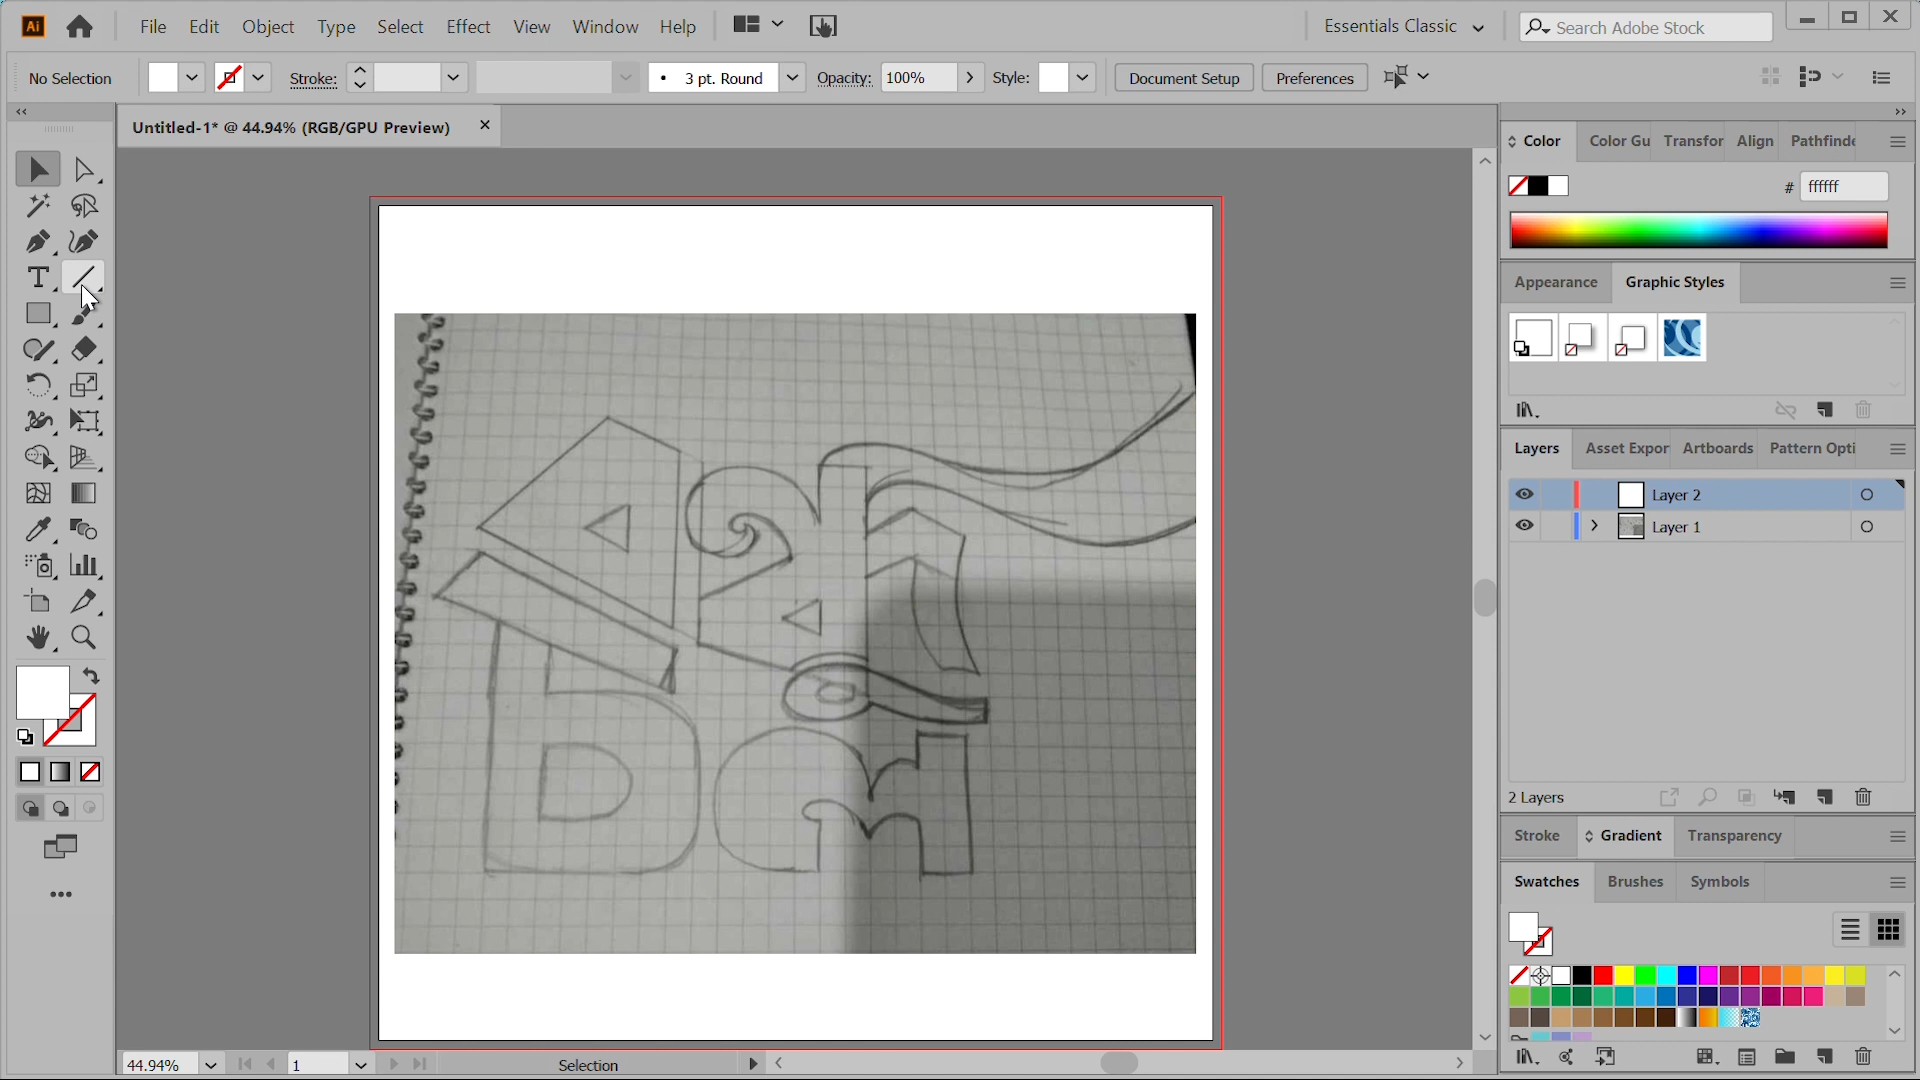 Ai File Edit Object Type Select Effect View Window Help Essentials Classic Search Adobe Stock
No Selection Stroke: 3 pt. Round Opacity: 100% Style: Document Setup Preferences
Untitled-1* @ 44.94% (RGB/GPU Preview)
Color Color Gu Transfor Align Pathfinde
# ffffff
Appearance Graphic Styles
Layers Asset Expor Artboards Pattern Opti
Layer 2
Layer 1
2 Layers
Stroke Gradient Transparency
Swatches Brushes Symbols
44.94% 1 Selection